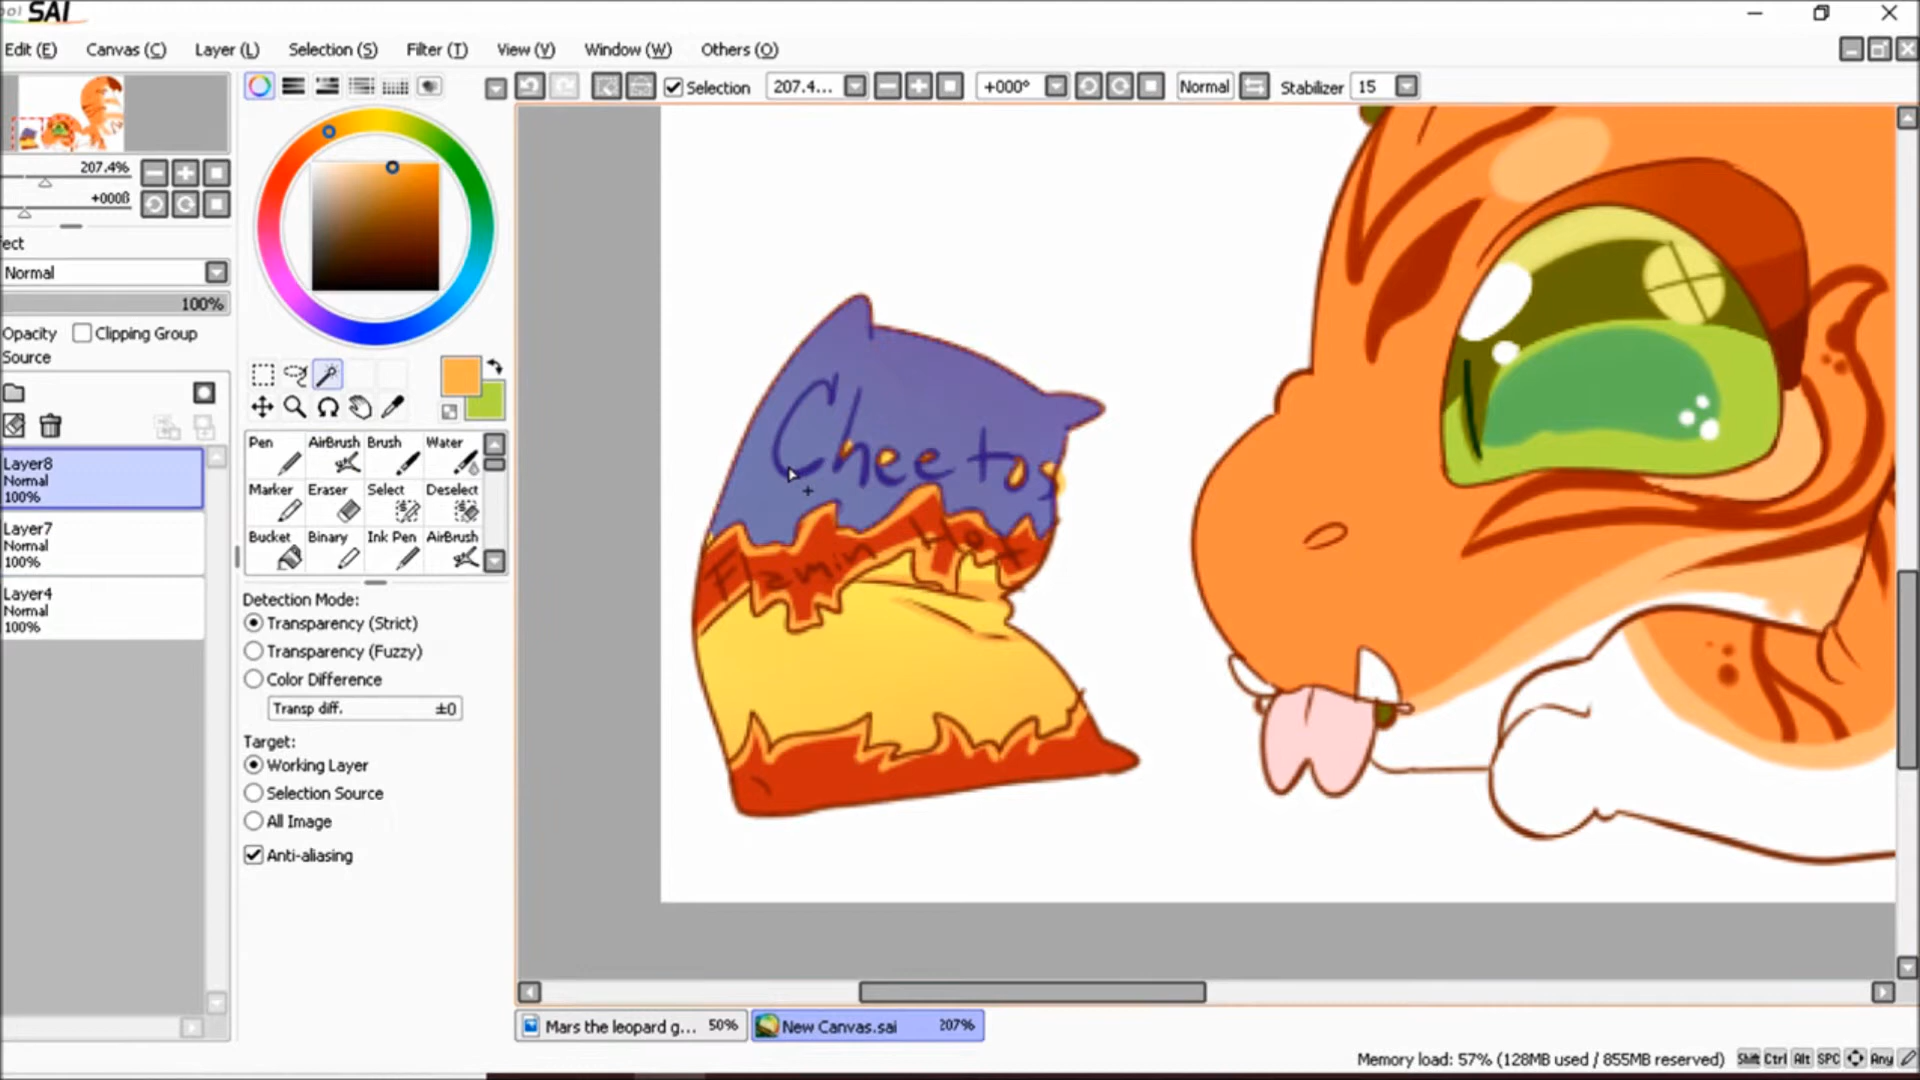 SAI
Edit (E) Canvas (C) Layer (L) Selection (S) Filter (T) View (V) Window (W) Others (O)
Selection 207.4... +000° Normal Stabilizer 15
207.4%
+000ß
fect
Normal
100%
Opacity Clipping Group
Source
Layer8
Normal
100%
Layer7
Normal
100%
Layer4
Normal
100%
Pen AirBrush Brush Water
Marker Eraser Select Deselect
Bucket Binary Ink Pen AirBrush
Detection Mode:
Transparency (Strict)
Transparency (Fuzzy)
Color Difference
Transp diff. ±0
Target:
Working Layer
Selection Source
All Image
Anti-aliasing
Cheetos
Flamin Hot
Mars the leopard g... 50% New Canvas.sai 207%
Memory load: 57% (128MB used / 855MB reserved) Shift Ctrl Alt SPC Any